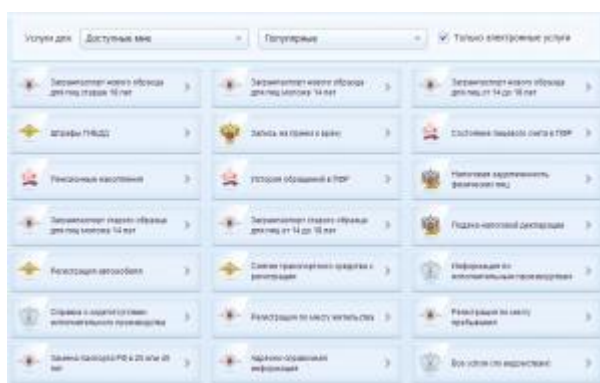 Услуги для Доступные мне Популярные Только электронные услуги
Загранпаспорт нового образца
для лиц старше 18 лет
Загранпаспорт нового образца
для лиц моложе 14 лет
Загранпаспорт нового образца
для лиц от 14 до 18 лет
Штрафы ГИБДД
Запись на прием к врачу
Состояние лицевого счета в ПФР
Пенсионные накопления
История обращений в ПФР
Налоговая задолженность
физических лиц
Загранпаспорт старого образца
для лиц моложе 14 лет
Загранпаспорт старого образца
для лиц от 14 до 18 лет
Подача налоговой декларации
Регистрация автомобиля
Снятие транспортного средства с
регистрации
Информация по
исполнительным производствам
Справка о
исполнительного производства
Регистрация по месту жительства
Регистрация по месту
пребывания
Замена паспорта РФ в 20 или 45
лет
Адресно-справочная
информация
Все услуги (по ведомствам)